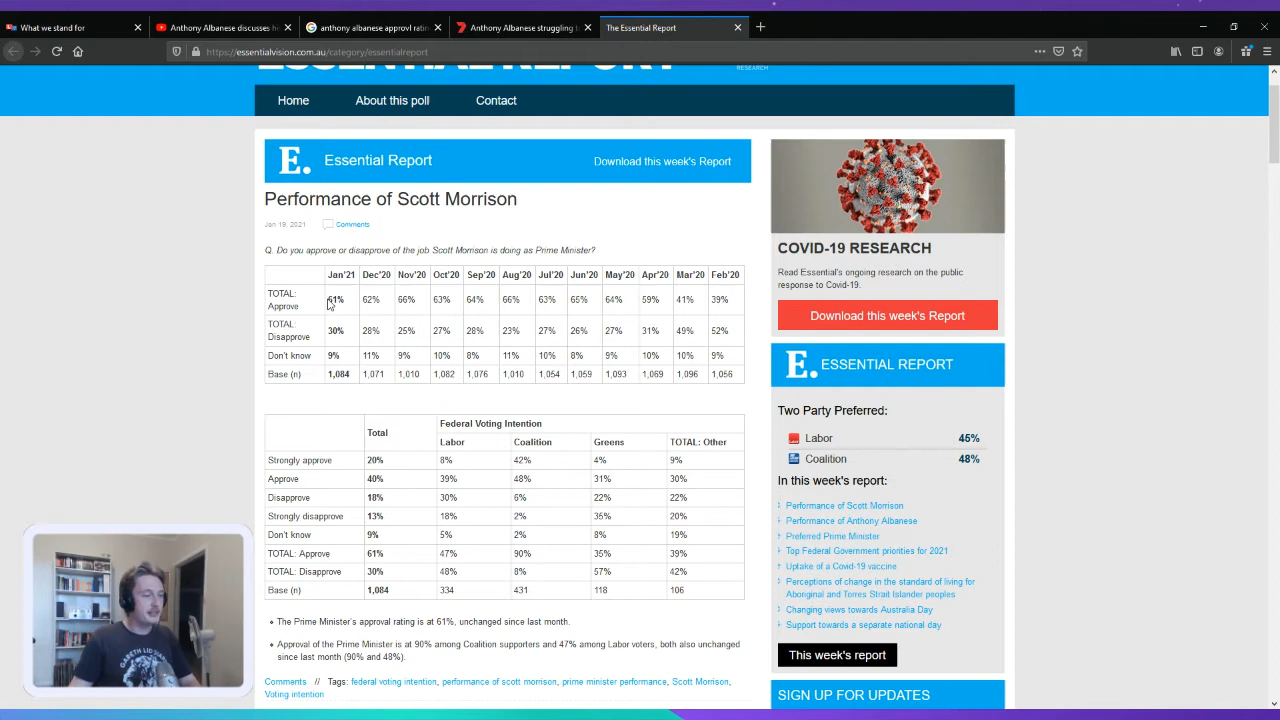 What we stand for
Anthony Albanese discusses hi
anthony albanese approvl ratin
Anthony Albanese struggling t
The Essential Report
https://essentialvision.com.au/category/essentialreport
RESEARCH
Home About this poll Contact
E. Essential Report Download this week's Report
Performance of Scott Morrison
Jan 19, 2021 Comments
Q. Do you approve or disapprove of the job Scott Morrison is doing as Prime Minister?
Jan'21 Dec'20 Nov'20 Oct'20 Sep'20 Aug'20 Jul'20 Jun'20 May'20 Apr'20 Mar'20 Feb'20
TOTAL: Approve 61% 62% 66% 63% 64% 66% 63% 65% 64% 59% 41% 39%
TOTAL: Disapprove 30% 28% 25% 27% 28% 23% 27% 26% 27% 31% 49% 52%
Don't know 9% 11% 9% 10% 8% 11% 10% 8% 9% 10% 10% 9%
Base (n) 1,084 1,071 1,010 1,082 1,076 1,010 1,054 1,059 1,093 1,069 1,096 1,056
Total Federal Voting Intention
Labor Coalition Greens TOTAL: Other
Strongly approve 20% 8% 42% 4% 9%
Approve 40% 39% 48% 31% 30%
Disapprove 18% 30% 6% 22% 22%
Strongly disapprove 13% 18% 2% 35% 20%
Don't know 9% 5% 2% 8% 19%
TOTAL: Approve 61% 47% 90% 35% 39%
TOTAL: Disapprove 30% 48% 8% 57% 42%
Base (n) 1,084 334 431 118 106
The Prime Minister's approval rating is at 61%, unchanged since last month.
Approval of the Prime Minister is at 90% among Coalition supporters and 47% among Labor voters, both also unchanged
since last month (90% and 48%).
Comments // Tags: federal voting intention, performance of scott morrison, prime minister performance, Scott Morrison,
Voting intention
COVID-19 RESEARCH
Read Essential's ongoing research on the public
response to Covid-19.
Download this week's Report
E. ESSENTIAL REPORT
Two Party Preferred:
Labor 45%
Coalition 48%
In this week's report:
Performance of Scott Morrison
Performance of Anthony Albanese
Preferred Prime Minister
Top Federal Government priorities for 2021
Uptake of a Covid-19 vaccine
Perceptions of change in the standard of living for
Aboriginal and Torres Strait Islander peoples
Changing views towards Australia Day
Support towards a separate national day
This week's report
SIGN UP FOR UPDATES